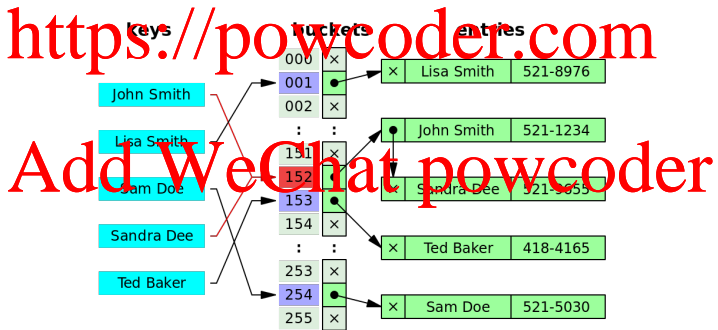 keys buckets entries
https://powcoder.com
000 ×
001 × Lisa Smith 521-8976
John Smith
002 ×
: :
John Smith 521-1234
Lisa Smith
151 ×
Add WeChat powcoder
152
Sam Doe × Sandra Dee 521-9655
153
154 ×
Sandra Dee
: : × Ted Baker 418-4165
253 ×
Ted Baker
254 × Sam Doe 521-5030
255 ×